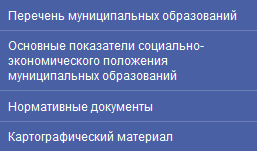 Перечень муниципальных образований
Основные показатели социально-
экономического положения
муниципальных образований
Нормативные документы
Картографический материал